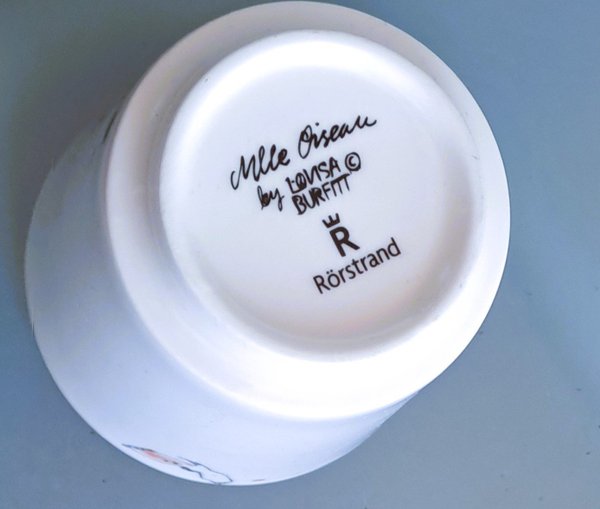 Mlle Oiseau
by LOVISA ©
BURFITT
R
Rörstrand